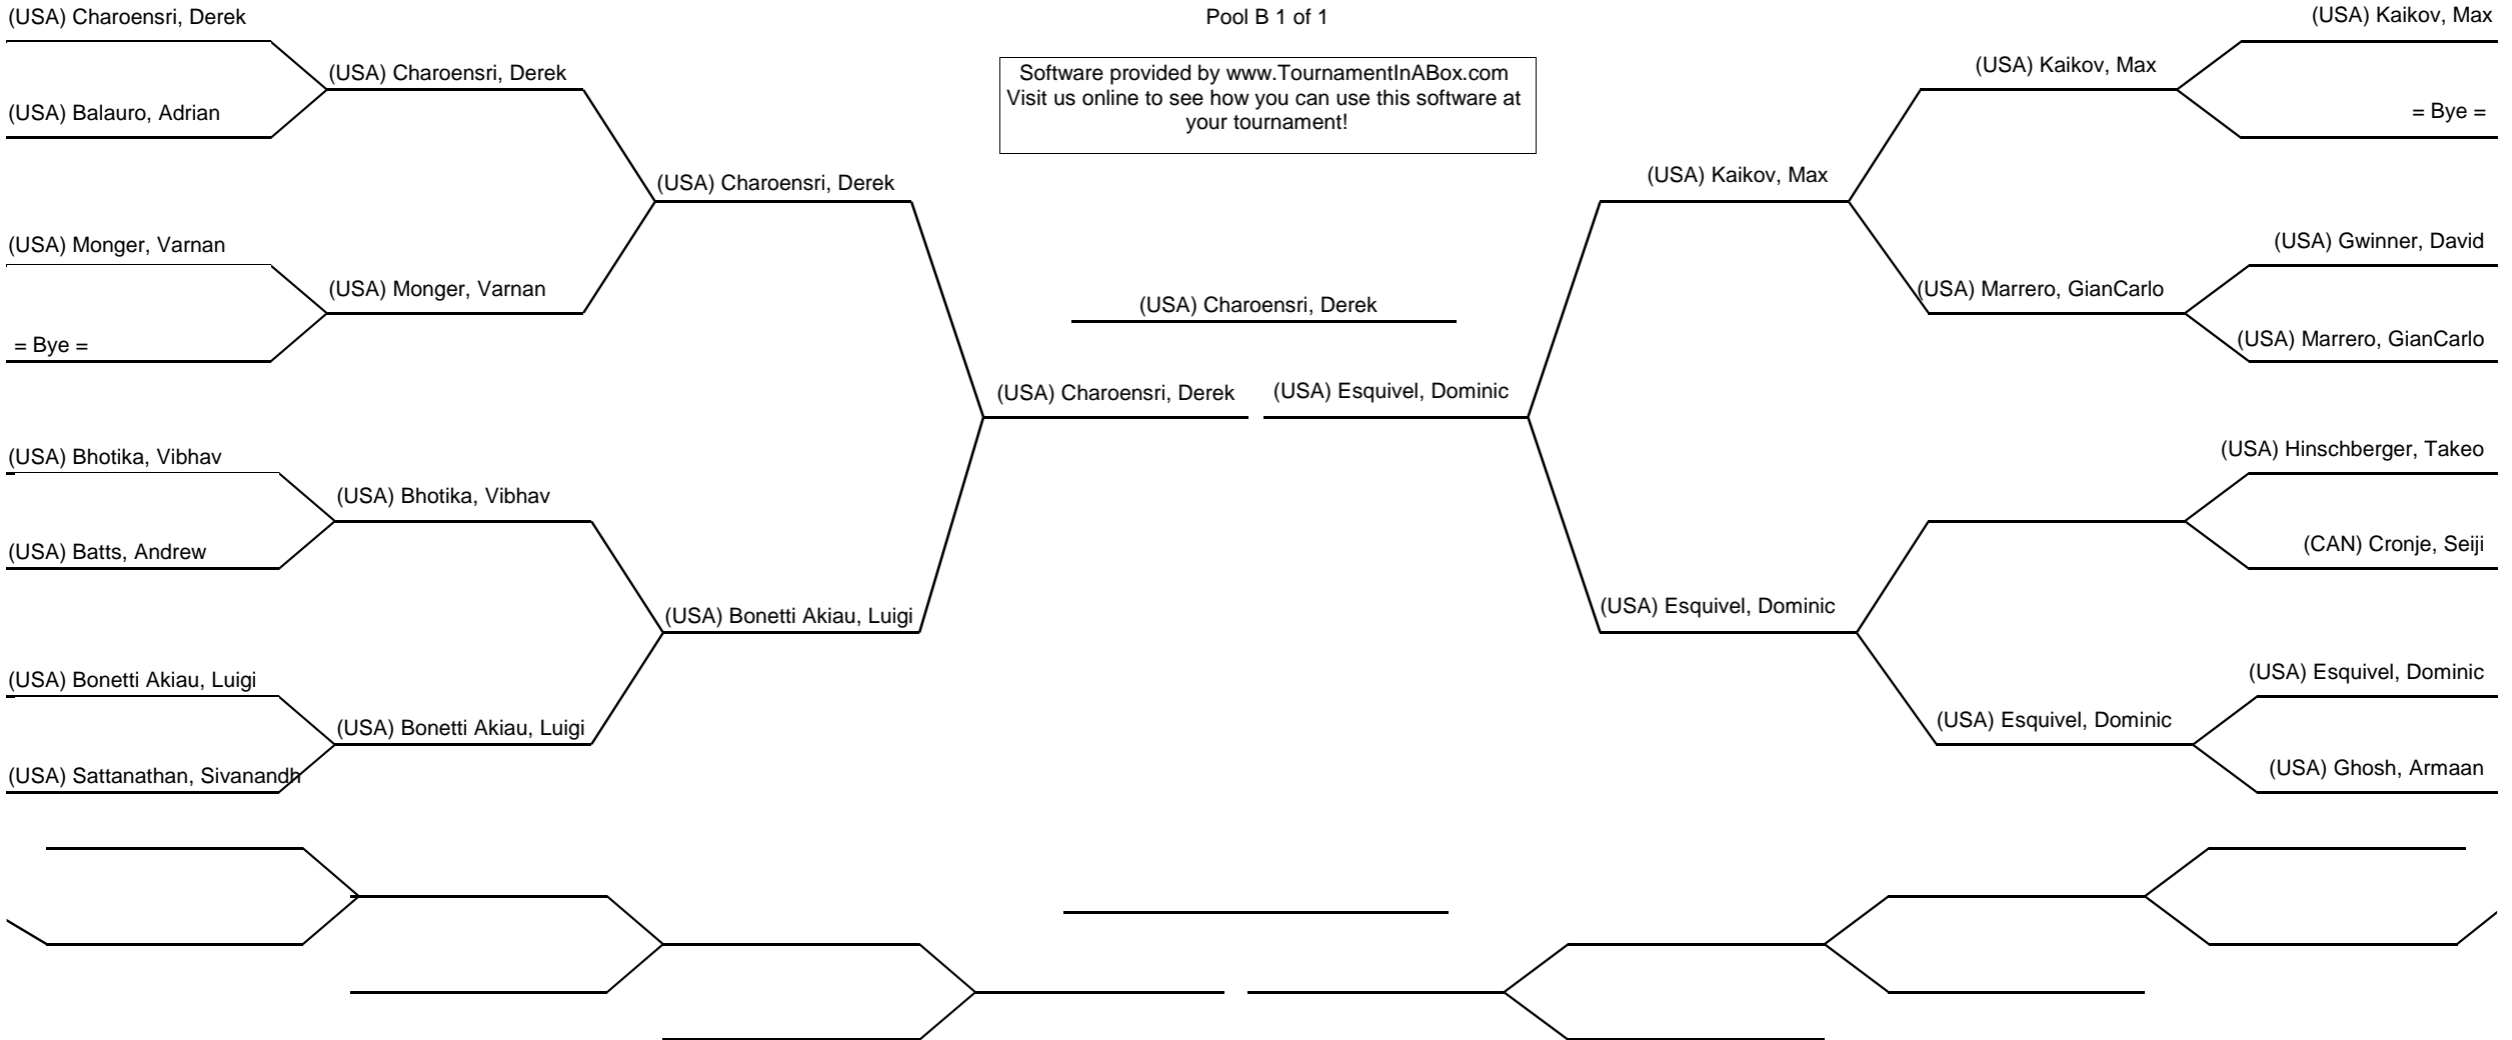 (USA) Charoensri, Derek
(USA) Balauro, Adrian
(USA) Monger, Varnan
= Bye =
(USA) Bhotika, Vibhav
(USA) Batts, Andrew
(USA) Bonetti Akiau, Luigi
(USA) Sattanathan, Sivanandh
(USA) Charoensri, Derek
(USA) Monger, Varnan
(USA) Bhotika, Vibhav
(USA) Bonetti Akiau, Luigi
(USA) Charoensri, Derek
(USA) Bonetti Akiau, Luigi
(USA) Charoensri, Derek
Pool B 1 of 1
Software provided by www.TournamentInABox.com
Visit us online to see how you can use this software at
your tournament!
(USA) Charoensri, Derek
(USA) Esquivel, Dominic
(USA) Kaikov, Max
(USA) Esquivel, Dominic
(USA) Kaikov, Max
(USA) Marrero, GianCarlo
(USA) Esquivel, Dominic
(USA) Kaikov, Max
= Bye =
(USA) Gwinner, David
(USA) Marrero, GianCarlo
(USA) Hinschberger, Takeo
(CAN) Cronje, Seiji
(USA) Esquivel, Dominic
(USA) Ghosh, Armaan